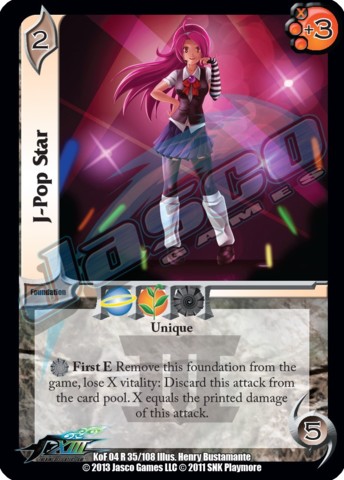 2
X
+3
J-Pop Star
Jasco
GAMES
Foundation
Unique
First E Remove this foundation from the
game, lose X vitality: Discard this attack from
the card pool. X equals the printed damage
of this attack.
XIII
5
KoF 04 R 35/108 Illus. Henry Bustamante
© 2013 Jasco Games LLC © 2011 SNK Playmore